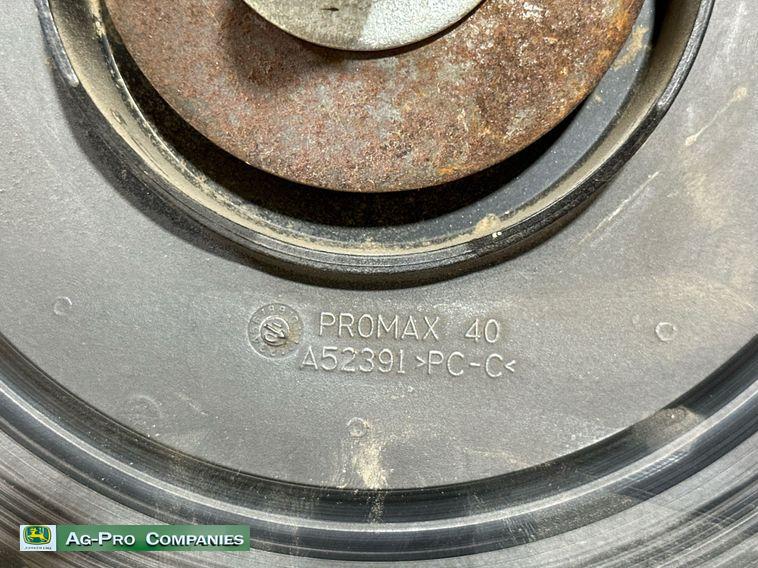 PROMAX 40
A52391 >PC-C<
AG-PRO COMPANIES